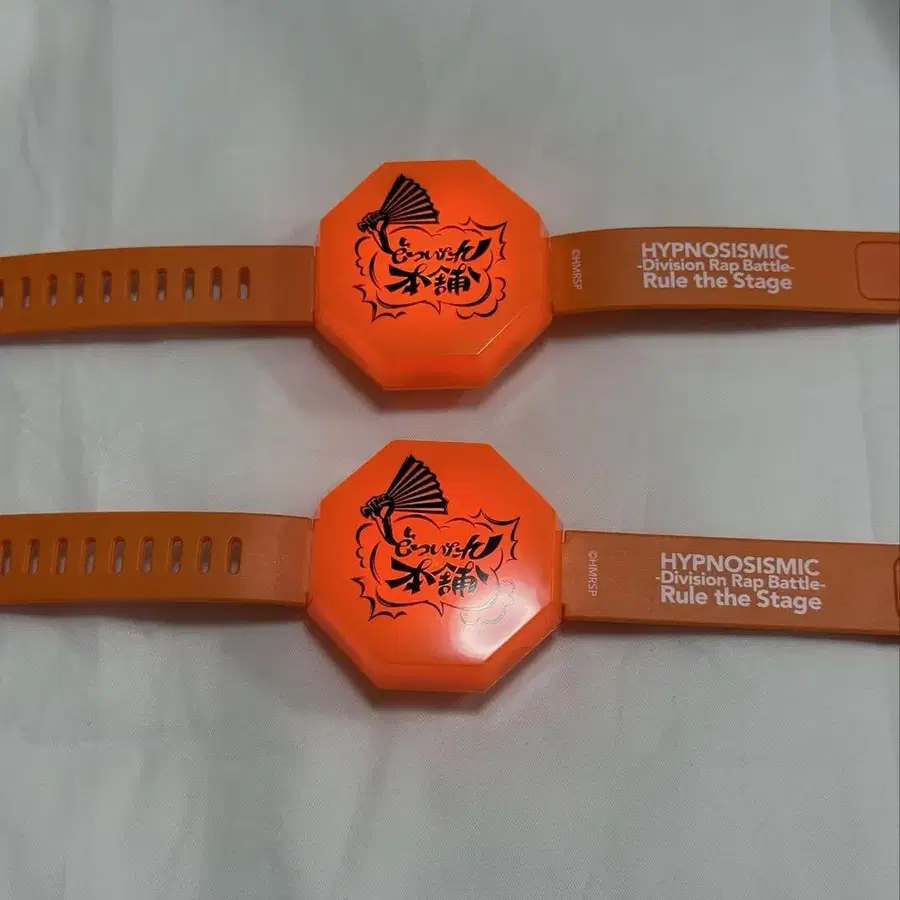 どついたれ
本舗
©HMRSP
HYPNOSISMIC
-Division Rap Battle-
Rule the Stage
どついたれ
本舗
©HMRSP
HYPNOSISMIC
-Division Rap Battle-
Rule the Stage